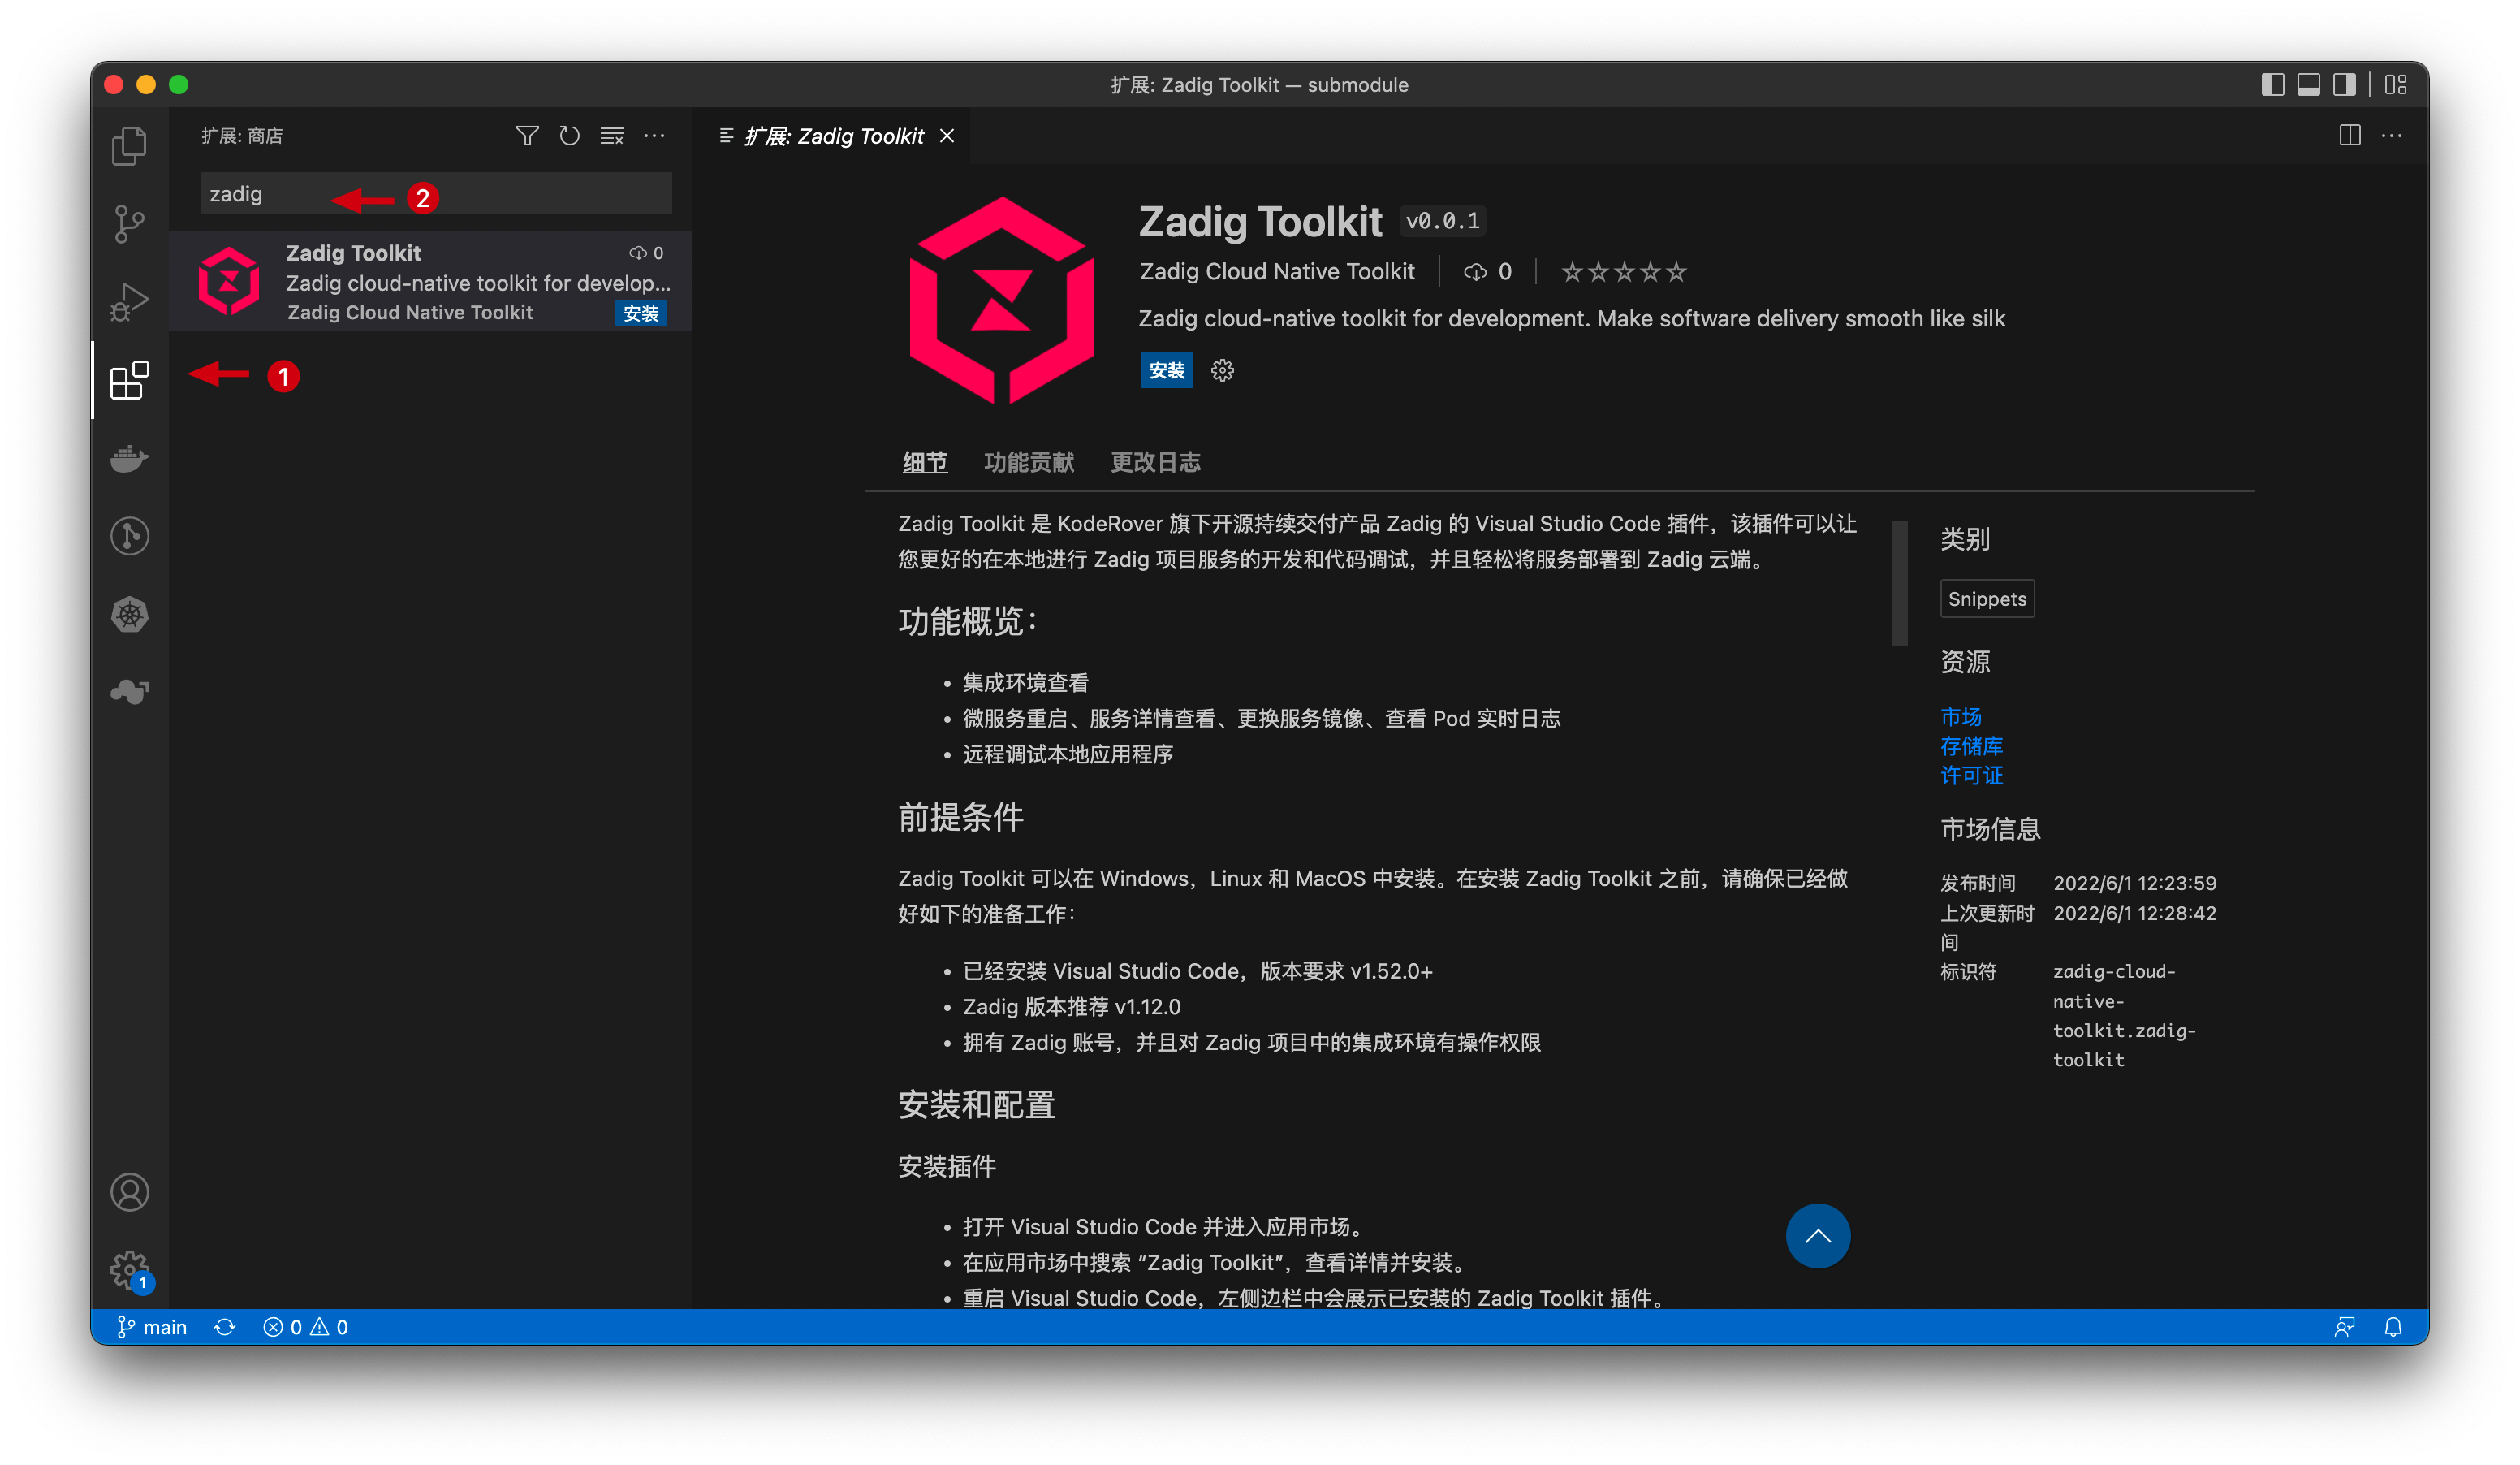 扩展: Zadig Toolkit — submodule
扩展: 商店
zadig
2
Zadig Toolkit
0
Zadig cloud-native toolkit for develop...
Zadig Cloud Native Toolkit
安装
1
扩展: Zadig Toolkit
Zadig Toolkit v0.0.1
Zadig Cloud Native Toolkit
0
Zadig cloud-native toolkit for development. Make software delivery smooth like silk
安装
细节 功能贡献 更改日志
Zadig Toolkit 是 KodeRover 旗下开源持续交付产品 Zadig 的 Visual Studio Code 插件，该插件可以让
您更好的在本地进行 Zadig 项目服务的开发和代码调试，并且轻松将服务部署到 Zadig 云端。
功能概览：
• 集成环境查看
• 微服务重启、服务详情查看、更换服务镜像、查看 Pod 实时日志
• 远程调试本地应用程序
前提条件
Zadig Toolkit 可以在 Windows，Linux 和 MacOS 中安装。在安装 Zadig Toolkit 之前，请确保已经做
好如下的准备工作：
• 已经安装 Visual Studio Code，版本要求 v1.52.0+
• Zadig 版本推荐 v1.12.0
• 拥有 Zadig 账号，并且对 Zadig 项目中的集成环境有操作权限
安装和配置
安装插件
• 打开 Visual Studio Code 并进入应用市场。
• 在应用市场中搜索 “Zadig Toolkit”，查看详情并安装。
• 重启 Visual Studio Code，左侧边栏中会展示已安装的 Zadig Toolkit 插件。
类别
Snippets
资源
市场
存储库
许可证
市场信息
发布时间 2022/6/1 12:23:59
上次更新时 2022/6/1 12:28:42
间
标识符 zadig-cloud-
native-
toolkit.zadig-
toolkit
1
main
0
0